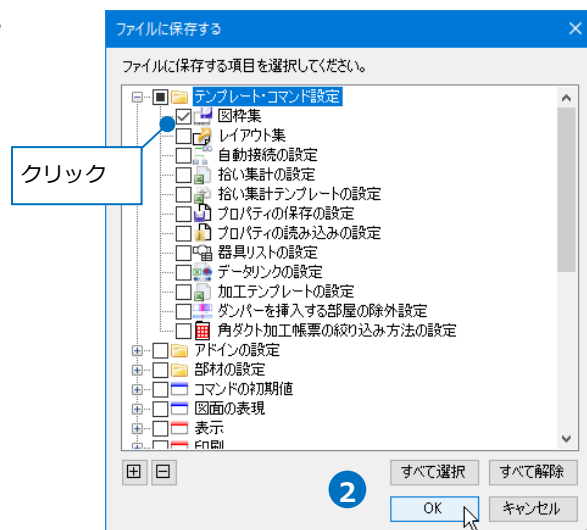 ファイルに保存する
ファイルに保存する項目を選択してください。
テンプレート・コマンド設定
図枠集
レイアウト集
自動接続の設定
クリック
拾い集計の設定
拾い集計テンプレートの設定
プロパティの保存の設定
プロパティの読み込みの設定
器具リストの設定
データリンクの設定
加工テンプレートの設定
ダンパーを挿入する部屋の除外設定
角ダクト加工帳票の絞り込み方法の設定
アドインの設定
部材の設定
コマンドの初期値
図面の表現
表示
印刷
すべて選択 すべて解除
2
OK キャンセル